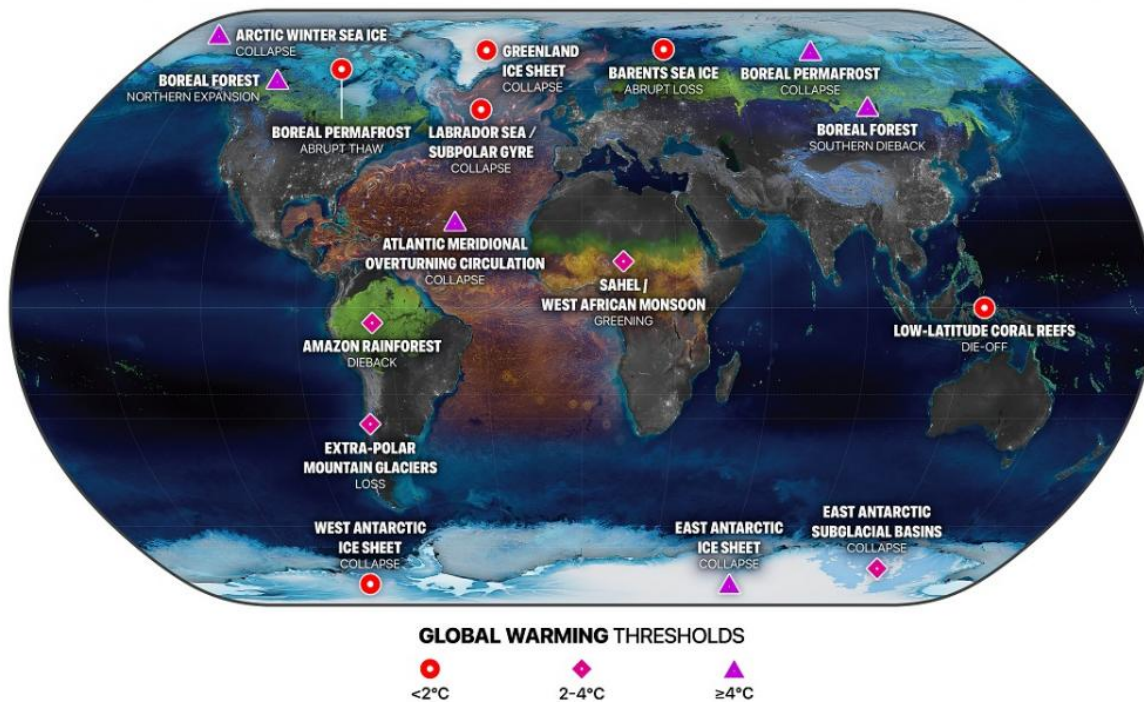 ARCTIC WINTER SEA ICE
COLLAPSE
BOREAL FOREST
NORTHERN EXPANSION
BOREAL PERMAFROST
ABRUPT THAW
GREENLAND
ICE SHEET
COLLAPSE
LABRADOR SEA /
SUBPOLAR GYRE
COLLAPSE
BARENTS SEA ICE
ABRUPT LOSS
BOREAL PERMAFROST
COLLAPSE
BOREAL FOREST
SOUTHERN DIEBACK
ATLANTIC MERIDIONAL
OVERTURNING CIRCULATION
COLLAPSE
SAHEL /
WEST AFRICAN MONSOON
GREENING
LOW-LATITUDE CORAL REEFS
DIE-OFF
AMAZON RAINFOREST
DIEBACK
EXTRA-POLAR
MOUNTAIN GLACIERS
LOSS
WEST ANTARCTIC
ICE SHEET
COLLAPSE
EAST ANTARCTIC
ICE SHEET
COLLAPSE
EAST ANTARCTIC
SUBGLACIAL BASINS
COLLAPSE
GLOBAL WARMING THRESHOLDS
<2°C
2-4°C
≥4°C